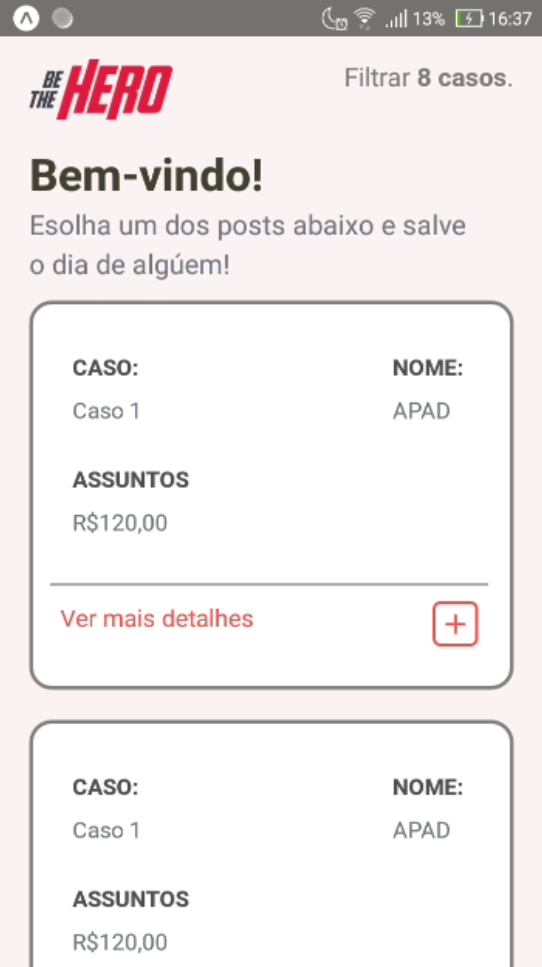 13% 16:37
BE THE HERO
Filtrar 8 casos.
Bem-vindo!
Esolha um dos posts abaixo e salve
o dia de algúem!
CASO: NOME:
Caso 1 APAD
ASSUNTOS
R$120,00
Ver mais detalhes
CASO: NOME:
Caso 1 APAD
ASSUNTOS
R$120,00